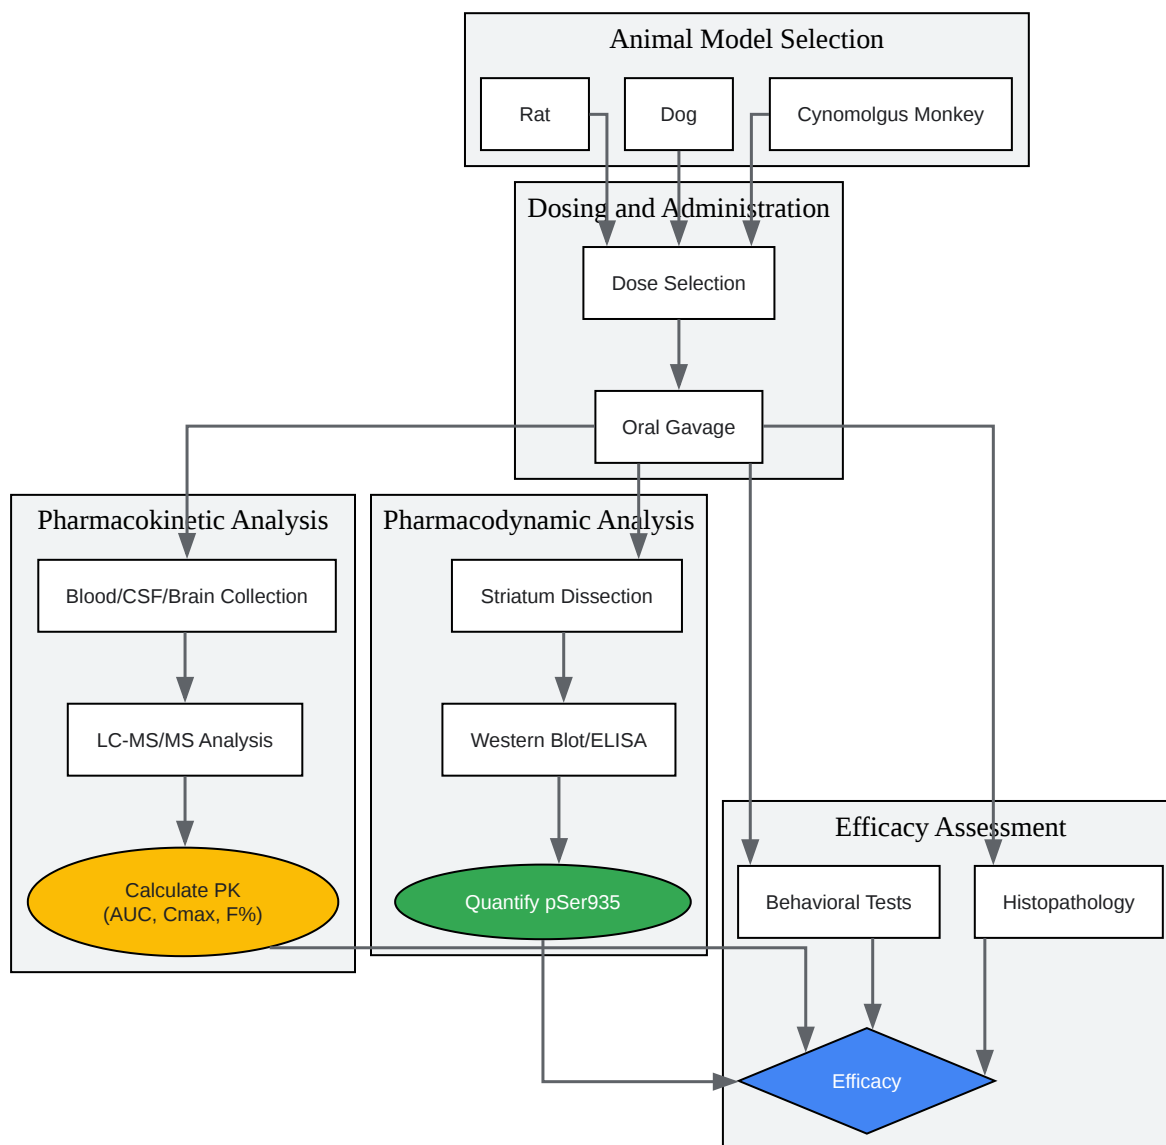 Animal Model Selection
Rat
Dog
Cynomolgus Monkey
Dosing and Administration
Dose Selection
Oral Gavage
Pharmacokinetic Analysis
Pharmacodynamic Analysis
Blood/CSF/Brain Collection
Striatum Dissection
LC-MS/MS Analysis
Western Blot/ELISA
Efficacy Assessment
Calculate PK
(AUC, Cmax, F%)
Quantify pSer935
Behavioral Tests
Histopathology
Efficacy